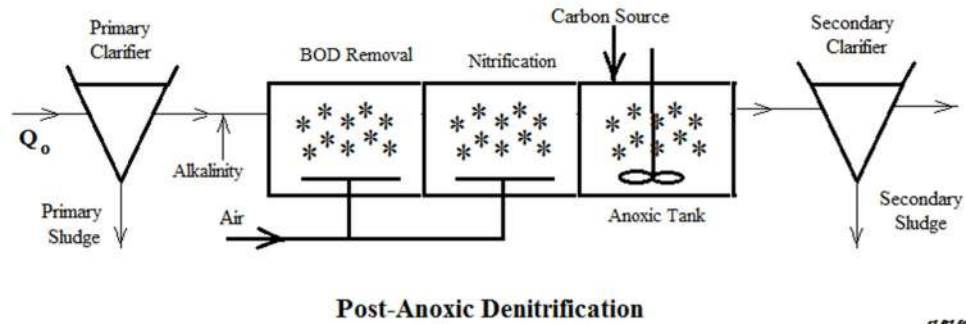 Carbon Source
Primary
Clarifier
Secondary
Clarifier
BOD Removal
Nitrification
Q o
Alkalinity
Primary
Sludge
Air
Anoxic Tank
Secondary
Sludge
Post-Anoxic Denitrification